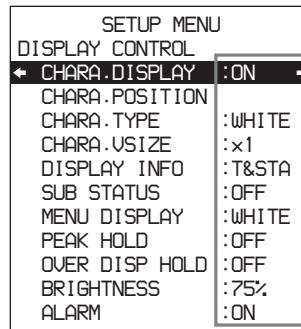 SETUP MENU
DISPLAY CONTROL
CHARA.DISPLAY :ON
CHARA.POSITION
CHARA.TYPE :WHITE
CHARA.VSIZE :x1
DISPLAY INFO :T&STA
SUB STATUS :OFF
MENU DISPLAY :WHITE
PEAK HOLD :OFF
OVER DISP HOLD :OFF
BRIGHTNESS :75%
ALARM :ON